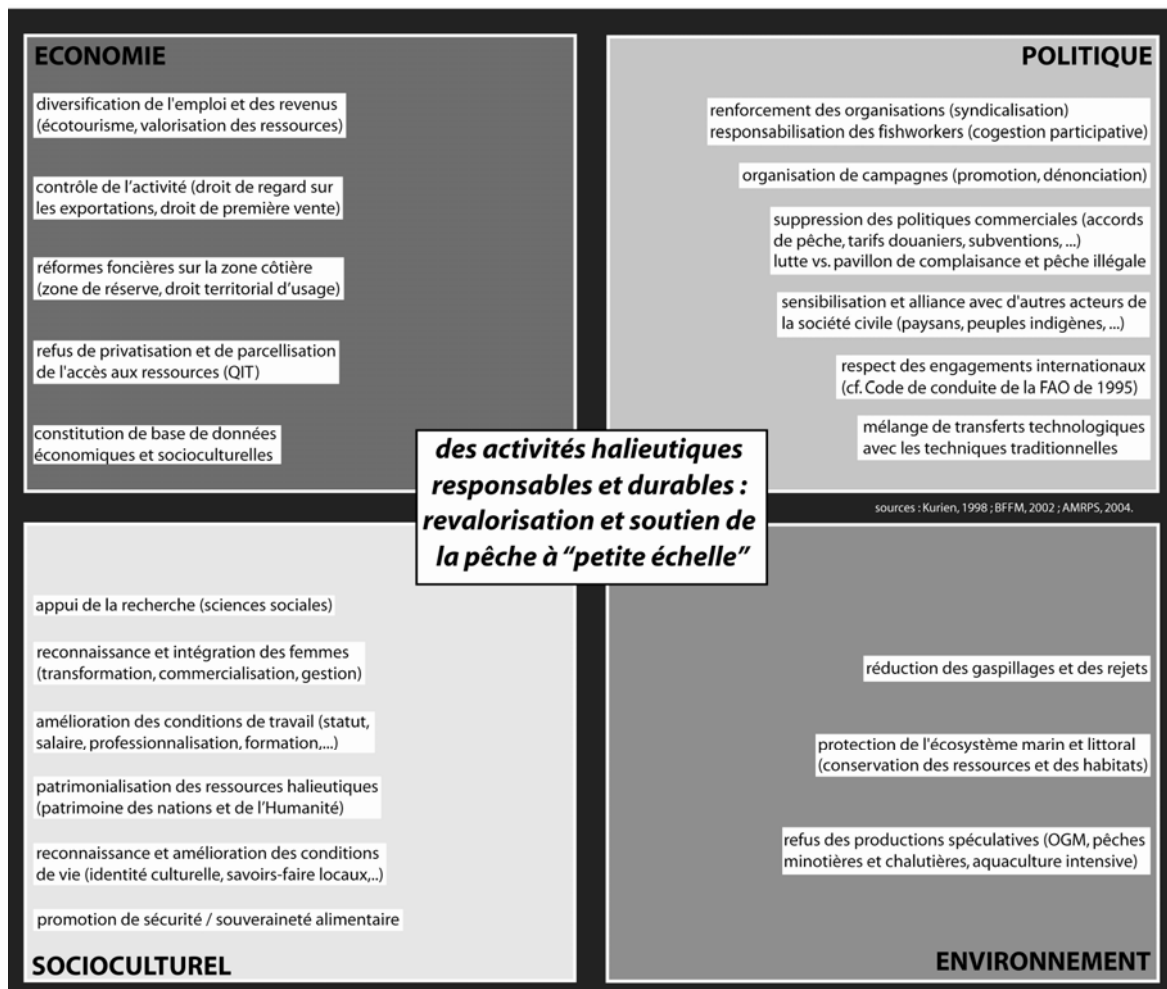 ECONOMIE
diversification de l'emploi et des revenus
(écotourisme, valorisation des ressources)
contrôle de l'activité (droit de regard sur
les exportations, droit de première vente)
réformes foncières sur la zone côtière
(zone de réserve, droit territorial d'usage)
refus de privatisation et de parcellisation
de l'accès aux ressources (QIT)
constitution de base de données
économiques et socioculturelles
POLITIQUE
renforcement des organisations (syndicalisation)
responsabilisation des fishworkers (cogestion participative)
organisation de campagnes (promotion, dénonciation)
suppression des politiques commerciales (accords
de pêche, tarifs douaniers, subventions, ...)
lutte vs. pavillon de complaisance et pêche illégale
sensibilisation et alliance avec d'autres acteurs de
la société civile (paysans, peuples indigènes, ...)
respect des engagements internationaux
(cf. Code de conduite de la FAO de 1995)
mélange de transferts technologiques
avec les techniques traditionnelles
des activités halieutiques
responsables et durables :
revalorisation et soutien de
la pêche à "petite échelle"
sources : Kurien, 1998 ; BFFM, 2002 ; AMRPS, 2004.
appui de la recherche (sciences sociales)
reconnaissance et intégration des femmes
(transformation, commercialisation, gestion)
amélioration des conditions de travail (statut,
salaire, professionnalisation, formation,...)
patrimonialisation des ressources halieutiques
(patrimoine des nations et de l'Humanité)
reconnaissance et amélioration des conditions
de vie (identité culturelle, savoirs-faire locaux,..)
promotion de sécurité / souveraineté alimentaire
SOCIOCULTUREL
réduction des gaspillages et des rejets
protection de l'écosystème marin et littoral
(conservation des ressources et des habitats)
refus des productions spéculatives (OGM, pêches
minotières et chalutières, aquaculture intensive)
ENVIRONNEMENT